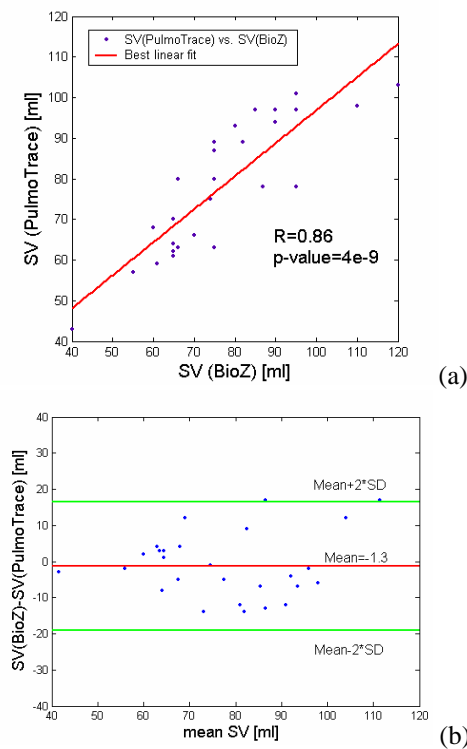 120
110
100
90
80
70
60
50
40
SV (PulmoTrace) [ml]
SV(PulmoTrace) vs. SV(BioZ)
Best linear fit
R=0.86
p-value=4e-9
40 50 60 70 80 90 100 110 120
SV (BioZ) [ml]
(a)
40
30
20
10
0
-10
-20
-30
-40
SV(BioZ)-SV(PulmoTrace) [ml]
Mean+2*SD
Mean=-1.3
Mean-2*SD
40 50 60 70 80 90 100 110 120
mean SV [ml]
(b)